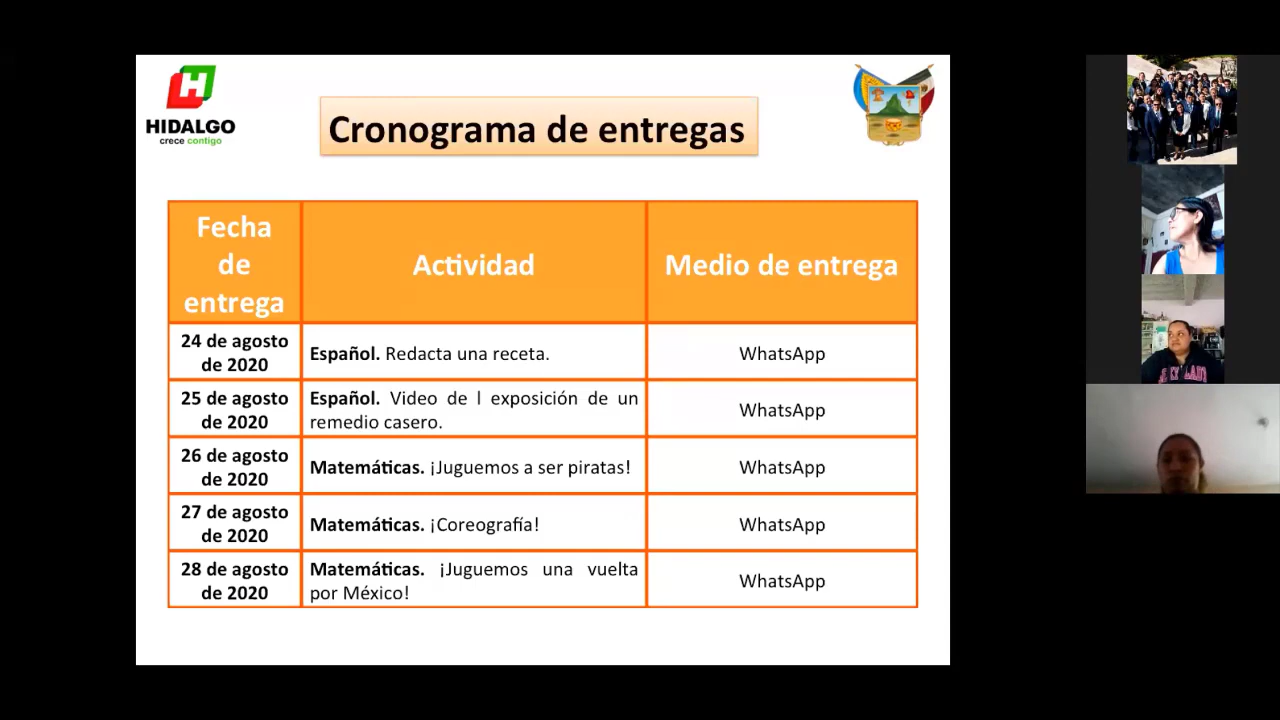 H
HIDALGO
crece contigo
Cronograma de entregas
Fecha
de
entrega
Actividad
Medio de entrega
24 de agosto
de 2020
Español. Redacta una receta.
WhatsApp
25 de agosto
de 2020
Español. Video de l exposición de un
remedio casero.
WhatsApp
26 de agosto
de 2020
Matemáticas. ¡Juguemos a ser piratas!
WhatsApp
27 de agosto
de 2020
Matemáticas. ¡Coreografía!
WhatsApp
28 de agosto
de 2020
Matemáticas. ¡Juguemos una vuelta
por México!
WhatsApp